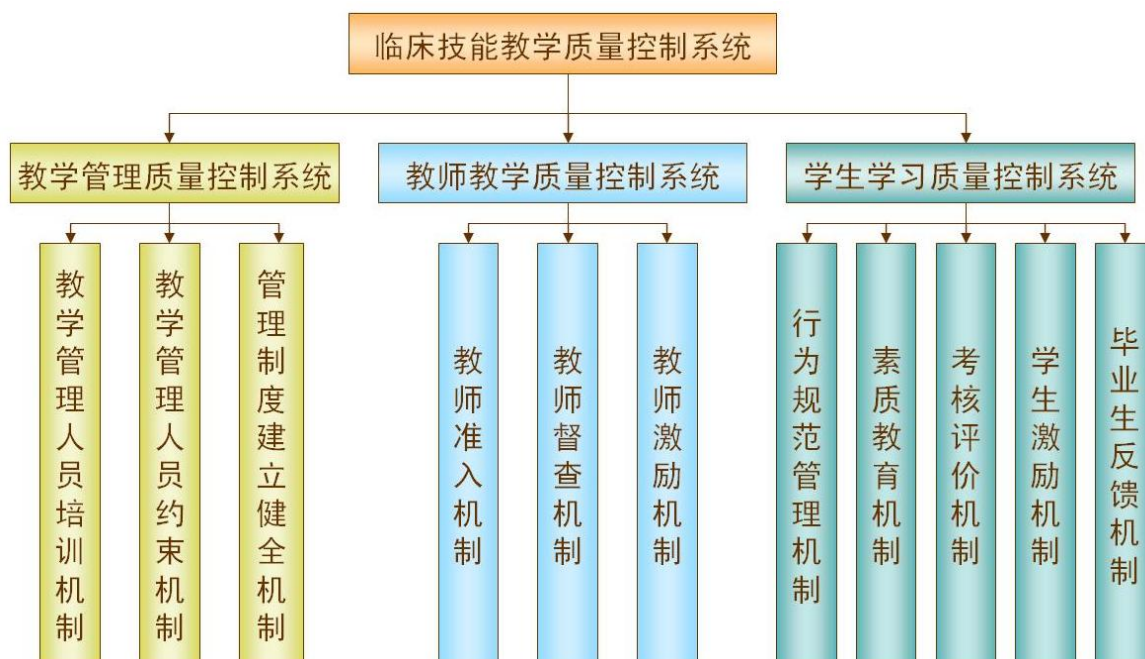 临床技能教学质量控制系统
教学管理质量控制系统
教师教学质量控制系统
学生学习质量控制系统
教学管理人员培训机制
教学管理人员约束机制
管理制度建立健全机制
教师准入机制
教师督查机制
教师激励机制
行为规范管理机制
素质教育机制
考核评价机制
学生激励机制
毕业生反馈机制